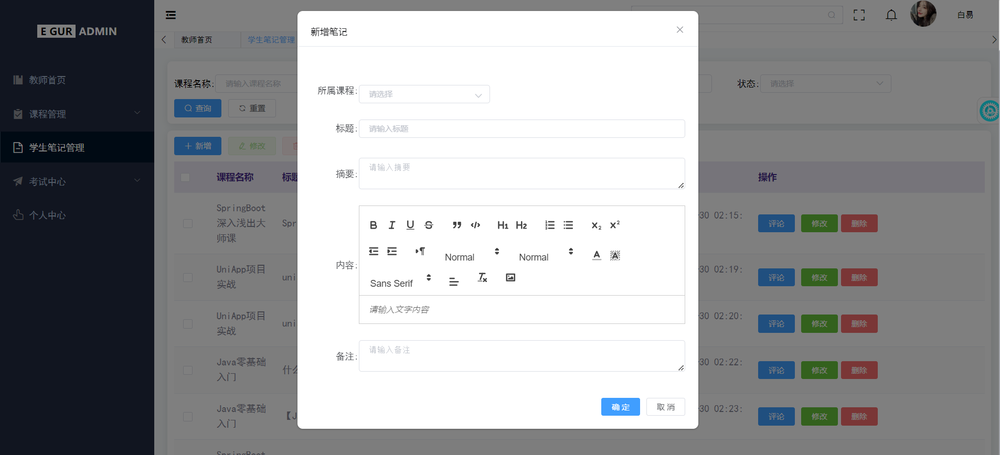 E GUR ADMIN
教师首页
课程管理
学生笔记管理
考试中心
个人中心
白易
教师首页
学生笔记管理
课程名称:
请输入课程名称
状态:
请选择
查询
重置
新增
修改
课程名称
标题
操作
SpringBoot
深入浅出大
师课
Spr
30 02:15:
评论
修改
删除
UniApp项目
实战
uni
30 02:19:
评论
修改
删除
UniApp项目
实战
uni
30 02:20:
评论
修改
删除
Java零基础
入门
什么
30 02:22:
评论
修改
删除
Java零基础
入门
【J
30 02:23:
评论
修改
删除
SpringBoot
新增笔记
所属课程:
请选择
标题:
请输入标题
摘要:
请输入摘要
内容:
B I U S H1 H2 X2 X2
Normal
Normal
A A
Sans Serif
Tx
请输入文字内容
备注:
请输入备注
确 定
取 消